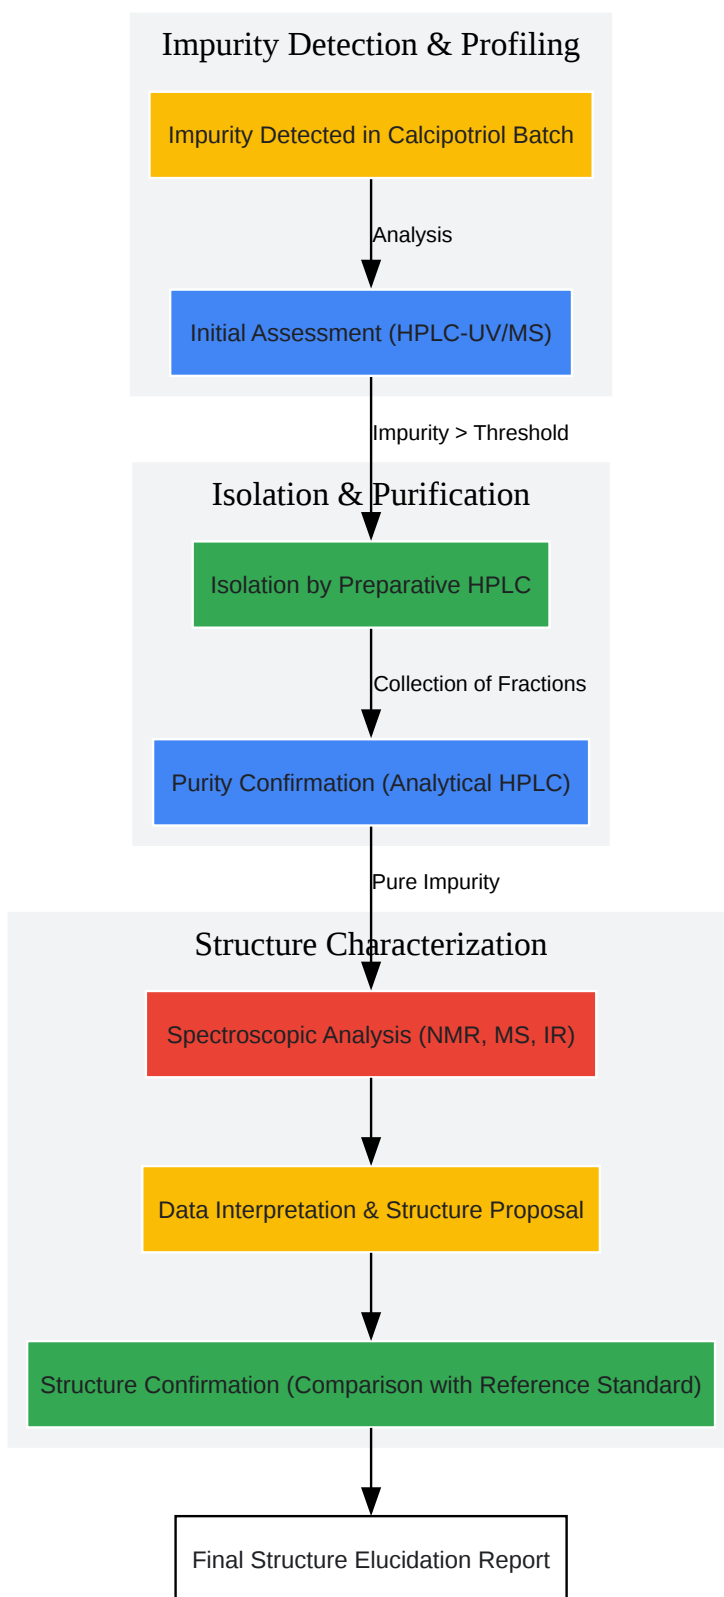 Impurity Detection & Profiling
Impurity Detected in Calcipotriol Batch
Analysis
Initial Assessment (HPLC-UV/MS)
Impurity > Threshold
Isolation & Purification
Isolation by Preparative HPLC
Collection of Fractions
Purity Confirmation (Analytical HPLC)
Pure Impurity
Structure Characterization
Spectroscopic Analysis (NMR, MS, IR)
Data Interpretation & Structure Proposal
Structure Confirmation (Comparison with Reference Standard)
Final Structure Elucidation Report